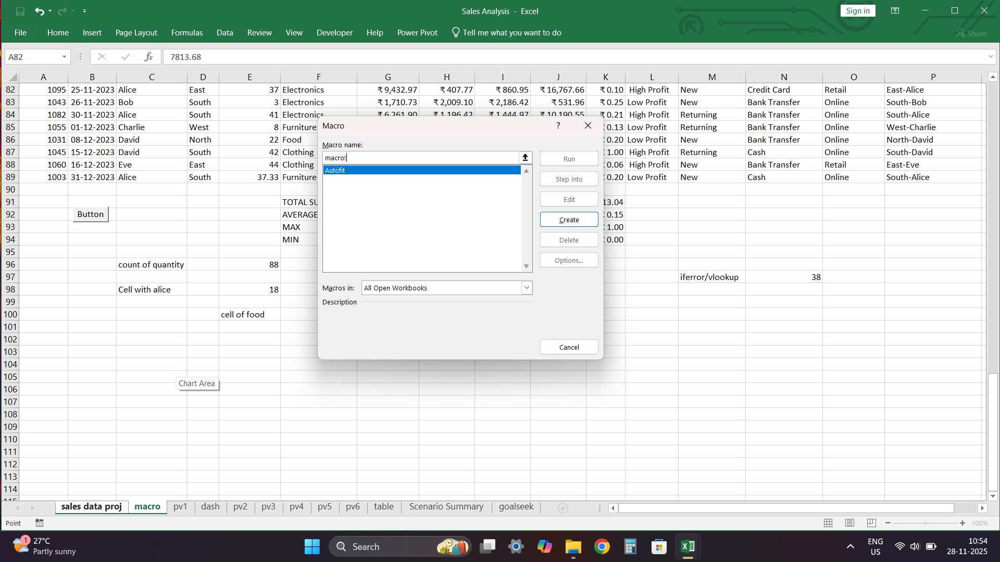 Sales Analysis - Excel
Sign in
File Home Insert Page Layout Formulas Data Review View Developer Help Power Pivot Tell me what you want to do Share
A82 fx 7813.68
A B C D E F G H I J K L M N O P
82 1095 25-11-2023 Alice East 37 Electronics ₹ 9,432.97 ₹ 407.77 ₹ 860.95 ₹ 16,767.66 ₹ 0.10 High Profit New Credit Card Retail East-Alice
83 1043 26-11-2023 Bob South 3 Electronics ₹ 1,710.73 ₹ 2,009.10 ₹ 2,186.42 ₹ 531.96 ₹ 0.25 Low Profit New Bank Transfer Online South-Bob
84 1082 30-11-2023 Alice South 41 Electronics ₹ 6,261.90 ₹ 1,196.42 ₹ 1,444.97 ₹ 10,190.55 ₹ 0.21 High Profit Returning Bank Transfer Online South-Alice
85 1055 01-12-2023 Charlie West 8 Furniture ₹ 0.13 Low Profit Returning Bank Transfer Online West-Charlie
86 1031 08-12-2023 David North 22 Food ₹ 0.20 Low Profit New Bank Transfer Online North-David
87 1045 15-12-2023 David South 42 Clothing ₹ 1.00 High Profit Returning Cash Online South-David
88 1060 16-12-2023 Eve East 44 Clothing ₹ 0.06 High Profit New Bank Transfer Retail East-Eve
89 1003 31-12-2023 Alice South 37.33 Furniture ₹ 0.20 Low Profit New Cash Online South-Alice
90
91 TOTAL SU 13.04
92 Button AVERAGE ₹ 0.15
93 MAX ₹ 1.00
94 MIN ₹ 0.00
95
96 count of quantity 88
97 iferror/vlookup 38
98 Cell with alice 18
99
100 cell of food
101
102
103
104
105
Chart Area
106
107
108
109
110
111
112
113
114
115
Macro ?
Macro name:
macro!
Autofit
Run
Step Into
Edit
Create
Delete
Options...
Macros in: All Open Workbooks
Description
Cancel
sales data proj macro pv1 dash pv2 pv3 pv4 pv5 pv6 table Scenario Summary goalseek
Point 100%
1 27°C
Partly sunny
Search
ENG
US
10:54
28-11-2025